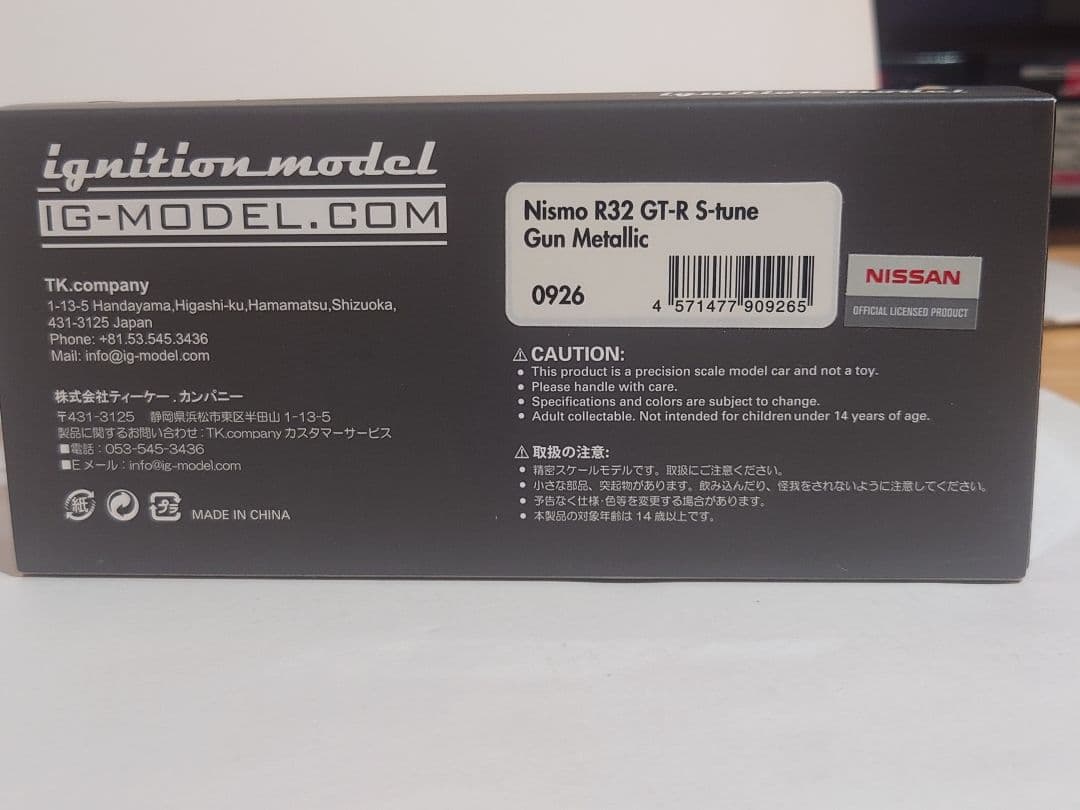 ignition model
ignition model
IG-MODEL.COM
TK.company
1-13-5 Handayama,Higashi-ku,Hamamatsu,Shizuoka,
431-3125 Japan
Phone: +81.53.545.3436
Mail: info@ig-model.com
株式会社ティーケー.カンパニー
〒431-3125 静岡県浜松市東区半田山1-13-5
製品に関するお問い合わせ:TK.company カスタマーサービス
■電話:053-545-3436
■Eメール:info@ig-model.com
紙 プラ MADE IN CHINA
Nismo R32 GT-R S-tune
Gun Metallic
0926
4 571477 909265
NISSAN
OFFICIAL LICENSED PRODUCT
⚠CAUTION:
● This product is a precision scale model car and not a toy.
● Please handle with care.
● Specifications and colors are subject to change.
● Adult collectable. Not intended for children under 14 years of age.
⚠取扱の注意:
● 精密スケールモデルです。取扱にご注意ください。
● 小さな部品、突起物があります。飲み込んだり、怪我をされないように注意してください。
● 予告なく仕様・色等を変更する場合があります。
● 本製品の対象年齢は14歳以上です。